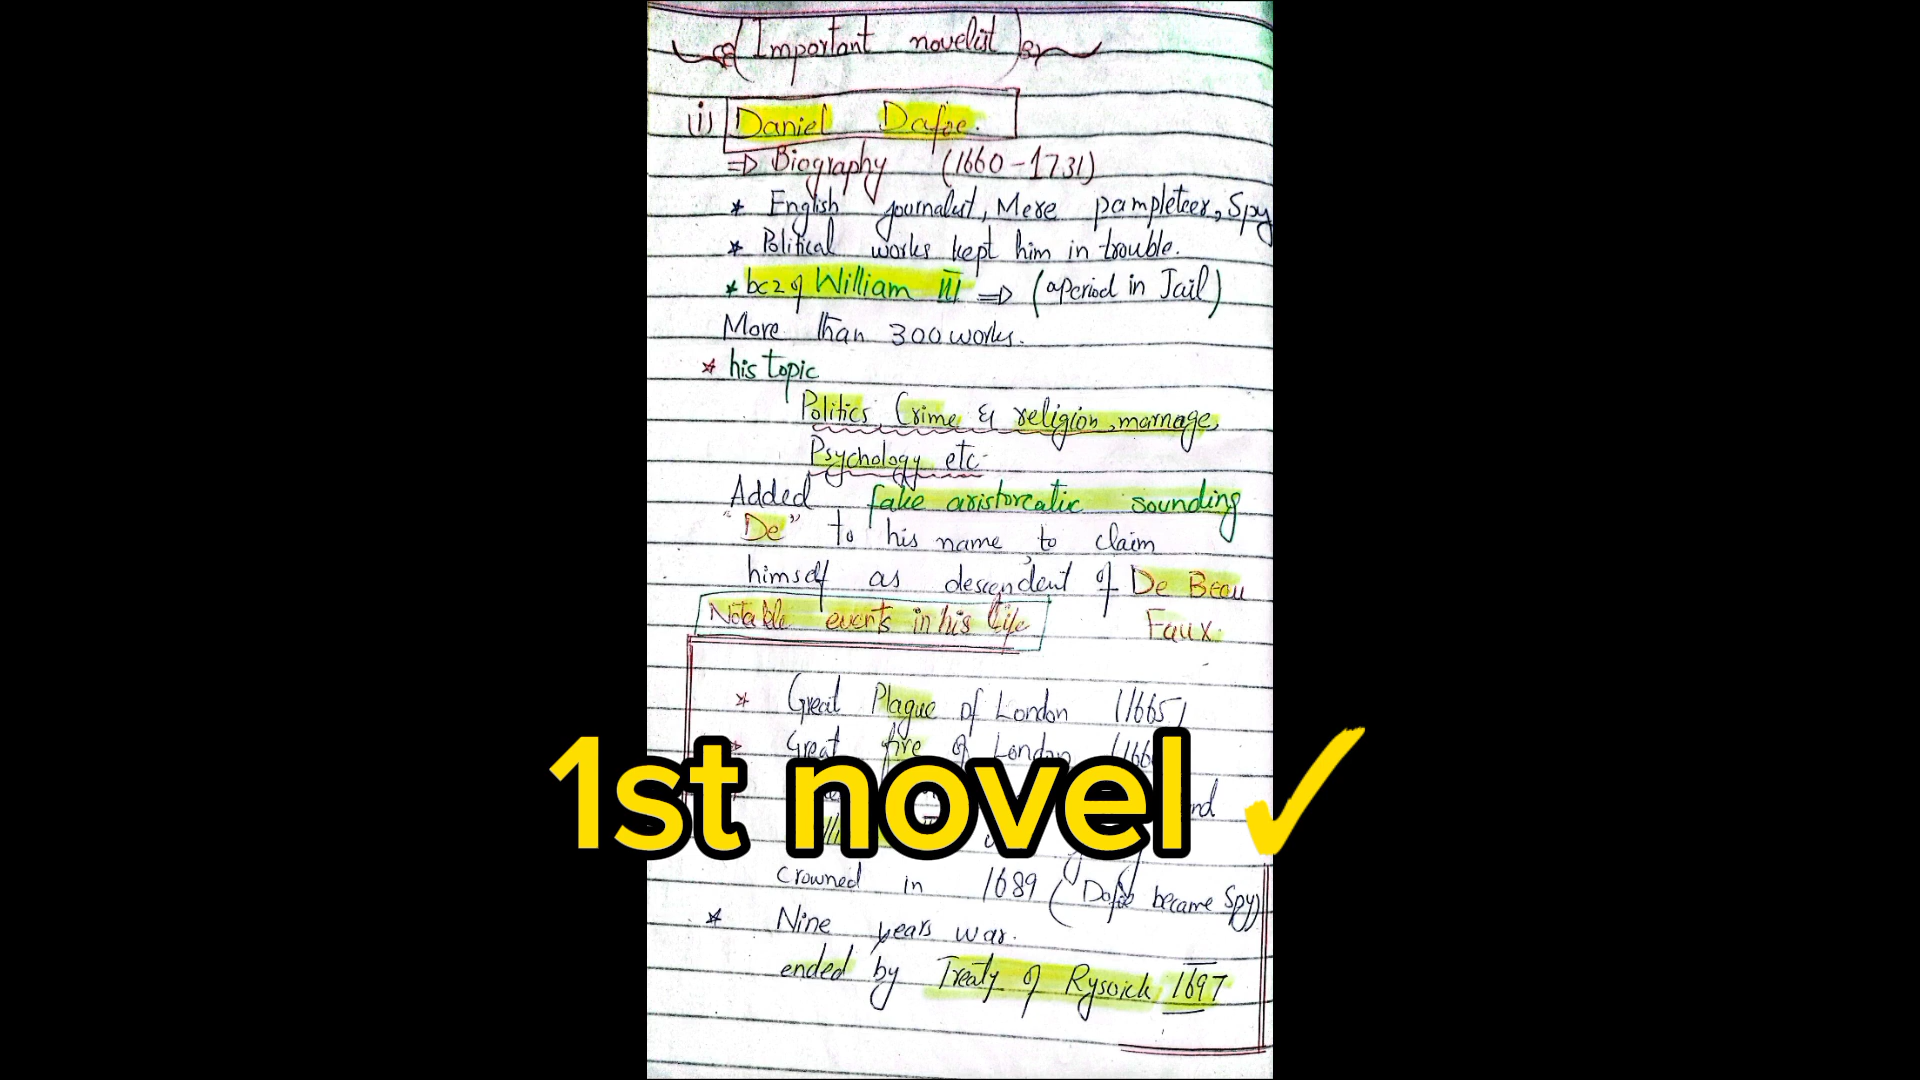 Important novelist
(i) Daniel Dafoe.
⇒ Biography (1660-1731)
* English journalist, Mere pampleteer, Spy
* Political works kept him in trouble.
* bcz of William III ⇒ (a period in Jail)
More than 300 works.
* his topic
Politics, Crime & religion, marriage,
Psychology etc.
Added fake aristorcatic sounding
"De" to his name to claim
himself as descendent of De Beau
Faux.
Notable events in his life
* Great Plague of London (1665)
Great fire of London
1st novel ✓
crowned in 1689 (Dofoe became Spy)
* Nine years war.
ended by Treaty of Ryswick 1697